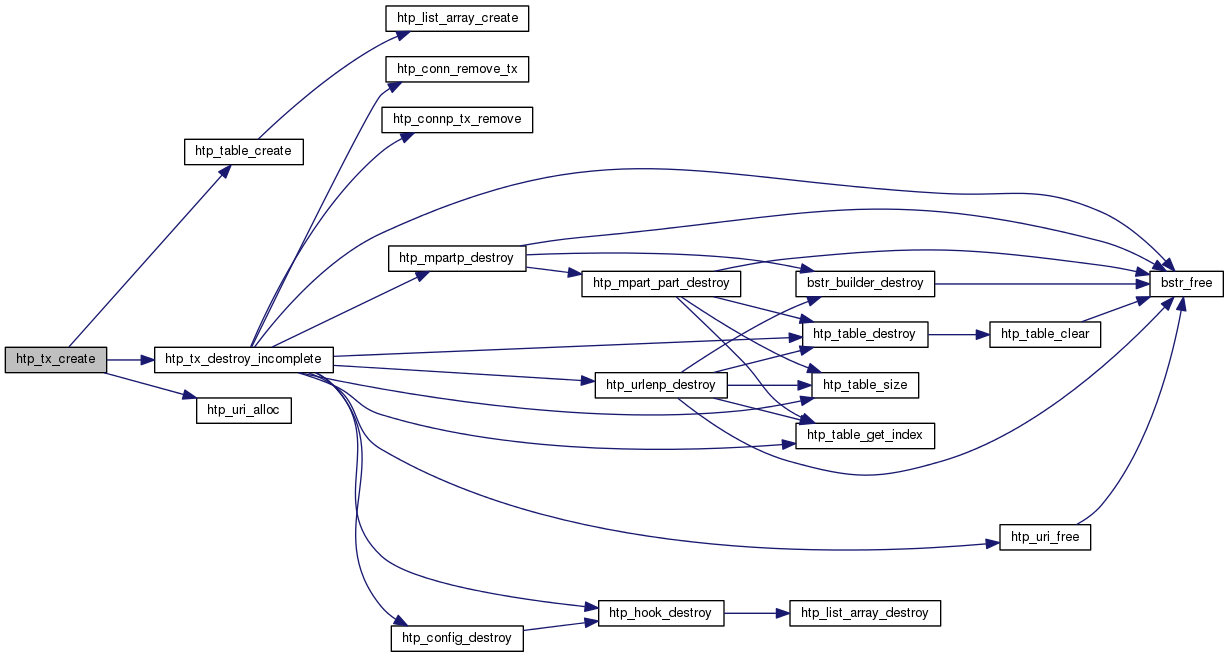 htp_list_array_create
htp_conn_remove_tx
htp_connp_tx_remove
htp_table_create
htp_mpartp_destroy
htp_mpart_part_destroy
bstr_builder_destroy
bstr_free
htp_table_destroy
htp_table_clear
htp_tx_create
htp_tx_destroy_incomplete
htp_urlenp_destroy
htp_table_size
htp_uri_alloc
htp_table_get_index
htp_uri_free
htp_hook_destroy
htp_list_array_destroy
htp_config_destroy